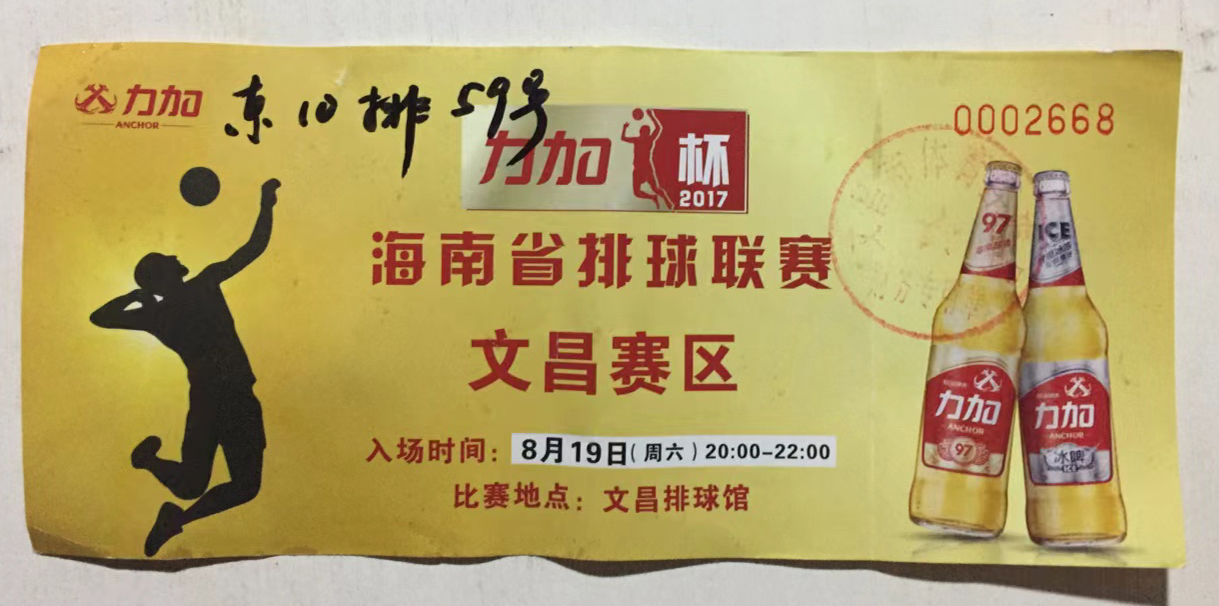 力加
ANCHOR
东10排59号
0002668
力加杯
2017
海南省排球联赛
文昌赛区
入场时间：8月19日(周六)20:00-22:00
比赛地点：文昌排球馆
97
ICE
力加
ANCHOR
97
力加
ANCHOR
冰啤
ICE